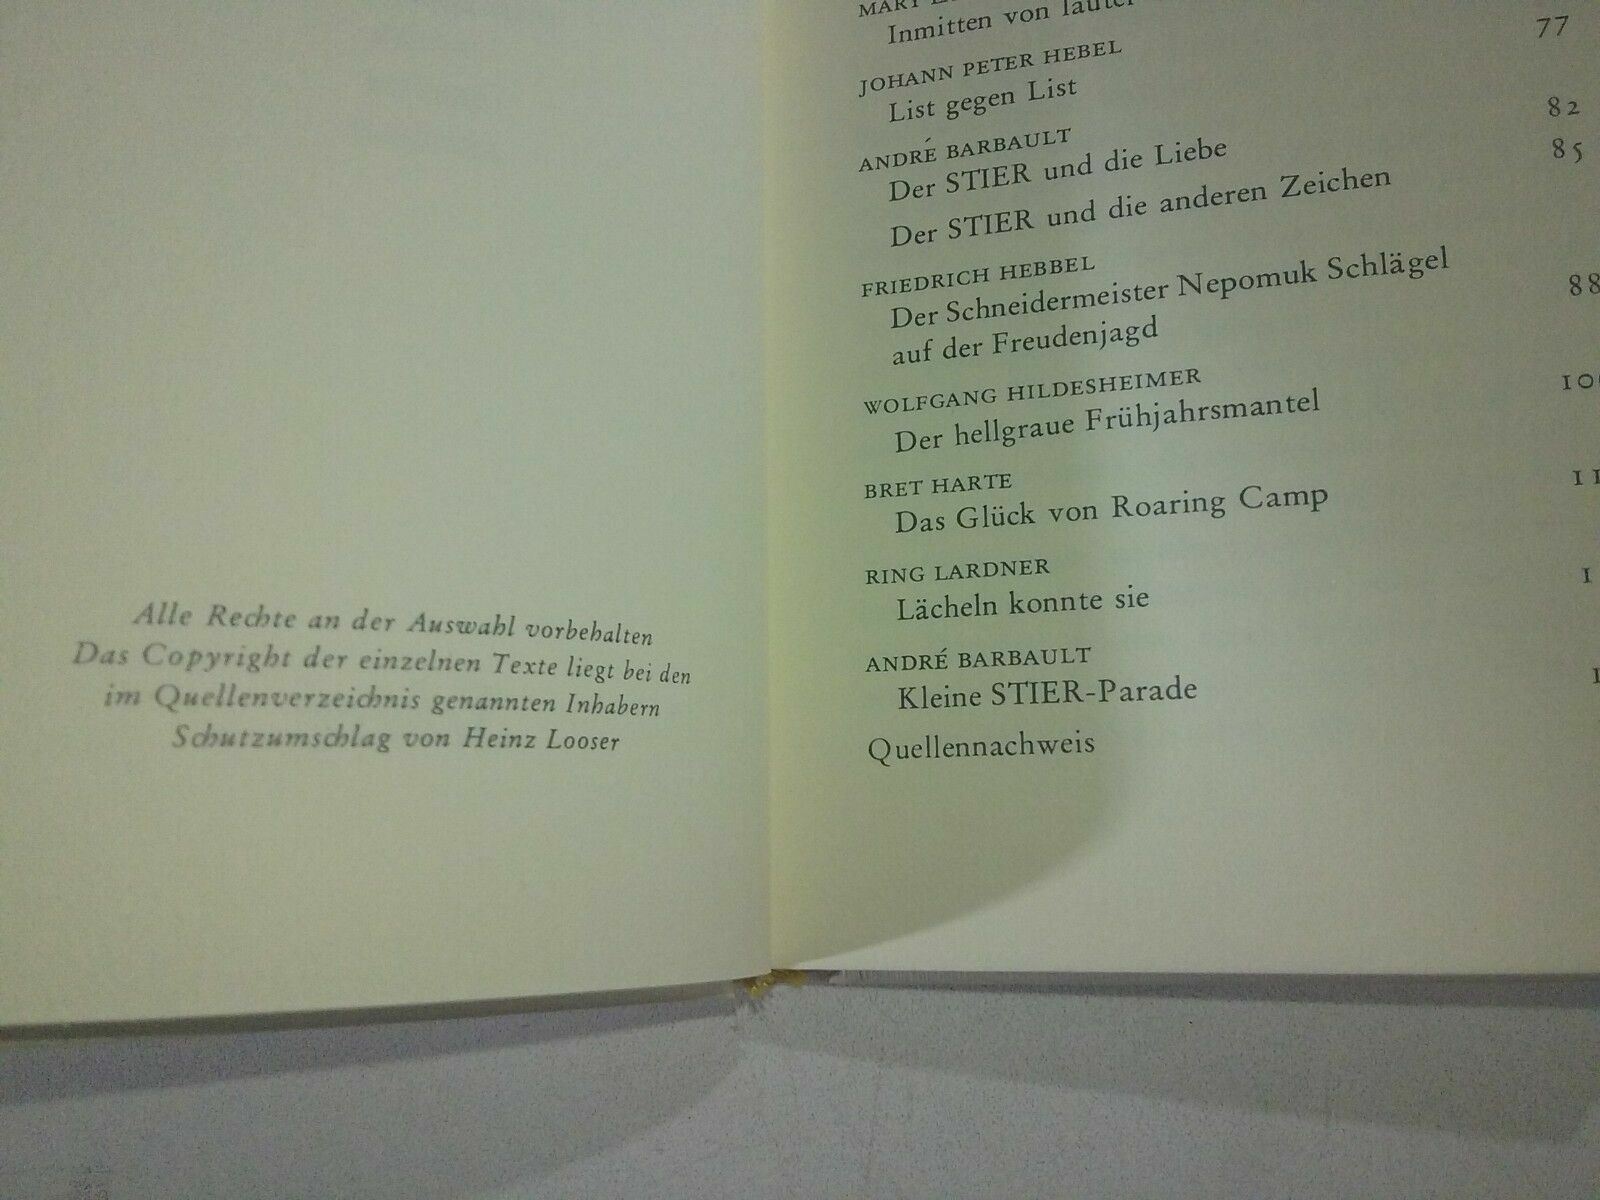 Alle Rechte an der Auswahl vorbehalten
Das Copyright der einzelnen Texte liegt bei den
im Quellenverzeichnis genannten Inhabern
Schutzumschlag von Heinz Looser
MARY
Inmitten von lauter
77
JOHANN PETER HEBEL
List gegen List
82
ANDRÉ BARBAULT
Der STIER und die Liebe
85
Der STIER und die anderen Zeichen
FRIEDRICH HEBBEL
Der Schneidermeister Nepomuk Schlägel
88
auf der Freudenjagd
WOLFGANG HILDESHEIMER
Der hellgraue Frühjahrsmantel
BRET HARTE
Das Glück von Roaring Camp
RING LARDNER
Lächeln konnte sie
ANDRÉ BARBAULT
Kleine STIER-Parade
Quellennachweis